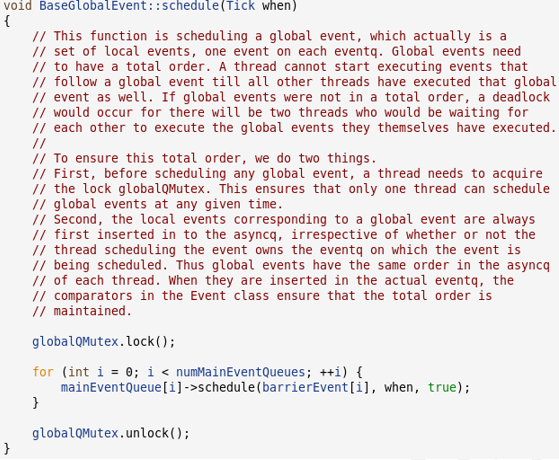 void BaseGlobalEvent::schedule(Tick when)
{
    // This function is scheduling a global event, which actually is a
    // set of local events, one event on each eventq. Global events need
    // to have a total order. A thread cannot start executing events that
    // follow a global event till all other threads have executed that global
    // event as well. If global events were not in a total order, a deadlock
    // would occur for there will be two threads who would be waiting for
    // each other to execute the global events they themselves have executed.
    //
    // To ensure this total order, we do two things.
    // First, before scheduling any global event, a thread needs to acquire
    // the lock globalQMutex. This ensures that only one thread can schedule
    // global events at any given time.
    // Second, the local events corresponding to a global event are always
    // first inserted in to the asyncq, irrespective of whether or not the
    // thread scheduling the event owns the eventq on which the event is
    // being scheduled. Thus global events have the same order in the asyncq
    // of each thread. When they are inserted in the actual eventq, the
    // comparators in the Event class ensure that the total order is
    // maintained.

    globalQMutex.lock();

    for (int i = 0; i < numMainEventQueues; ++i) {
        mainEventQueue[i]->schedule(barrierEvent[i], when, true);
    }

    globalQMutex.unlock();
}